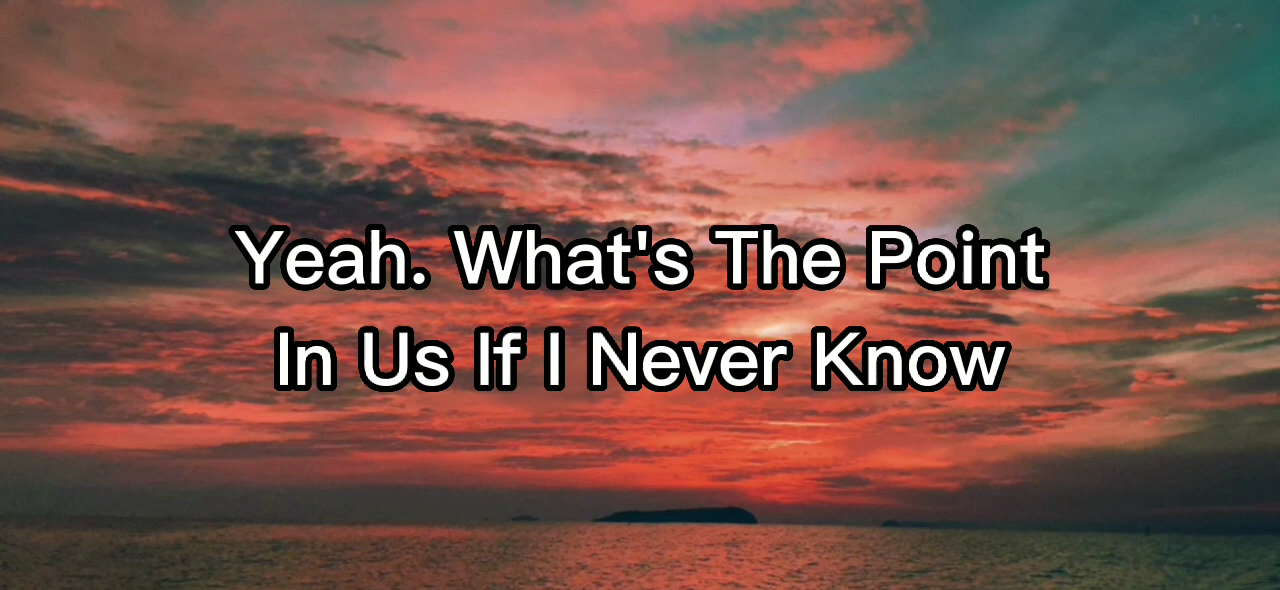 Yeah. What's The Point
In Us If I Never Know